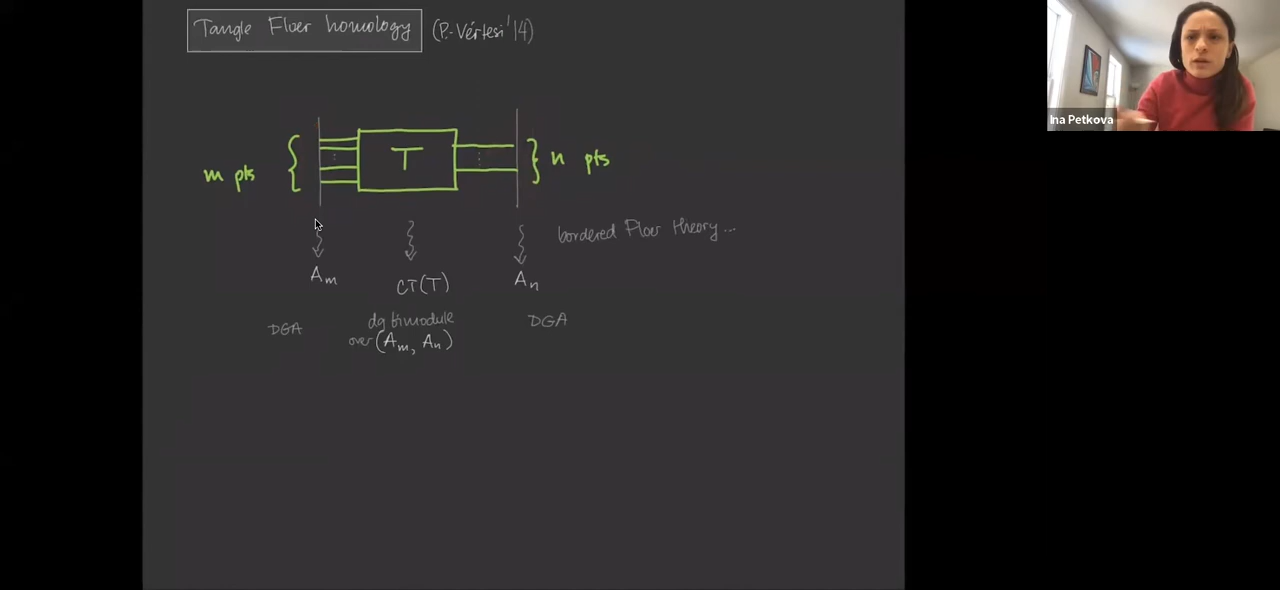 Tangle Floer homology (P.-Vértesi '14)
m pts { T } n pts
bordered Floer theory...
A_m CT(T) A_n
DGA dg bimodule over (A_m, A_n) DGA
Ina Petkova